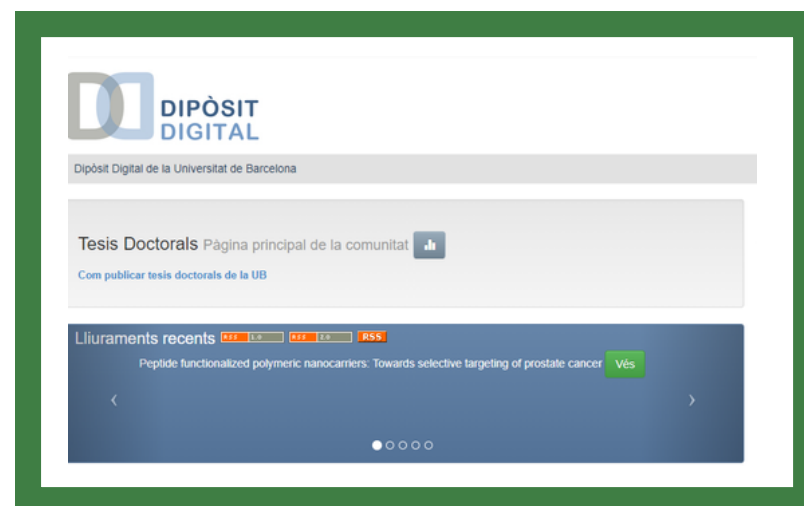 DIPÒSIT
DIGITAL
Dipòsit Digital de la Universitat de Barcelona
Tesis Doctorals Pàgina principal de la comunitat
Com publicar tesis doctorals de la UB
Lliuraments recents RSS 1.0 RSS 2.0 RSS
Peptide functionalized polymeric nanocarriers: Towards selective targeting of prostate cancer Vés